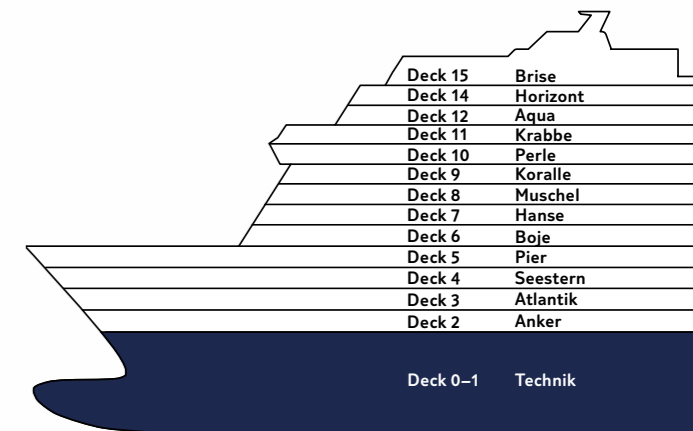 Deck 15 Brise
Deck 14 Horizont
Deck 12 Aqua
Deck 11 Krabbe
Deck 10 Perle
Deck 9 Koralle
Deck 8 Muschel
Deck 7 Hanse
Deck 6 Boje
Deck 5 Pier
Deck 4 Seestern
Deck 3 Atlantik
Deck 2 Anker
Deck 0–1 Technik